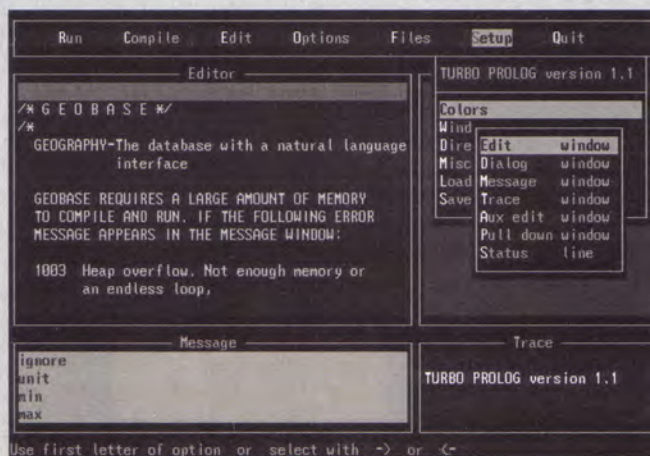 Run Compile Edit Options Files Setup Quit
Editor
/* G E O B A S E */
/*
GEOGRAPHY-The database with a natural language
interface
GEOBASE REQUIRES A LARGE AMOUNT OF MEMORY
TO COMPILE AND RUN. IF THE FOLLOWING ERROR
MESSAGE APPEARS IN THE MESSAGE WINDOW:
1003 Heap overflow. Not enough memory or
an endless loop,
TURBO PROLOG version 1.1
Colors
Wind
Dire
Misc
Load
Save
Edit window
Dialog window
Message window
Trace window
Aux edit window
Pull down window
Status line
Message
ignore
unit
min
max
Trace
TURBO PROLOG version 1.1
Use first letter of option or select with -> or <-